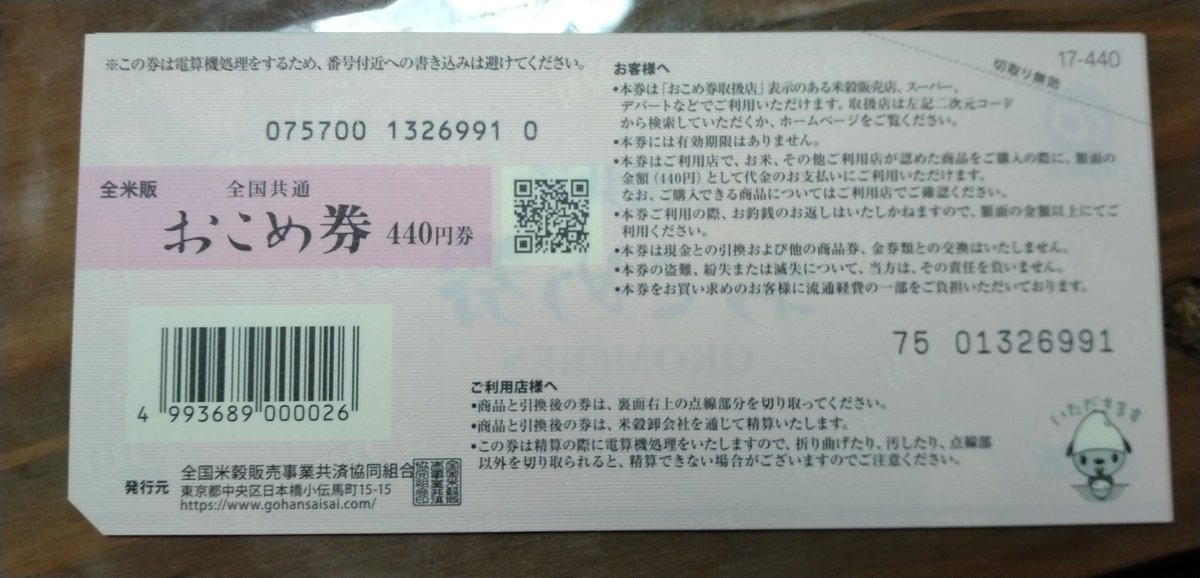 ※この券は電算機処理をするため、番号付近への書き込みは避けてください。
075700 1326991 0
全米販 全国共通
おこめ券 440円券
4 993689 000026
発行元
全国米穀販売事業共済協同組合
東京都中央区日本橋小伝馬町15-15
https://www.gohansaisai.com/
17-440
切取り無効
お客様へ
•本券は「おこめ券取扱店」表示のある米穀販売店、スーパー、
デパートなどでご利用いただけます。取扱店は左記二次元コード
から検索していただくか、ホームページをご覧ください。
•本券には有効期限はありません。
•本券はご利用店で、お米、その他ご利用店が認めた商品をご購入の際に、額面の
金額(440円)として代金のお支払いにご利用いただけます。
なお、ご購入できる商品についてはご利用店でご確認ください。
•本券ご利用の際、お釣銭のお返しはいたしかねますので、額面の金額以上にてご
利用ください。
•本券は現金との引換および他の商品券、金券類との交換はいたしません。
•本券の盗難、紛失または滅失について、当方は、その責任を負いません。
•本券をお買い求めのお客様に流通経費の一部をご負担いただいております。
75 01326991
ご利用店様へ
•商品と引換後の券は、裏面右上の点線部分を切り取ってください。
•商品と引換後の券は、米穀卸会社を通じて精算いたします。
•この券は精算の際に電算機処理をいたしますので、折り曲げたり、汚したり、点線部
以外を切り取られると、精算できない場合がございますのでご注意ください。
いただきます